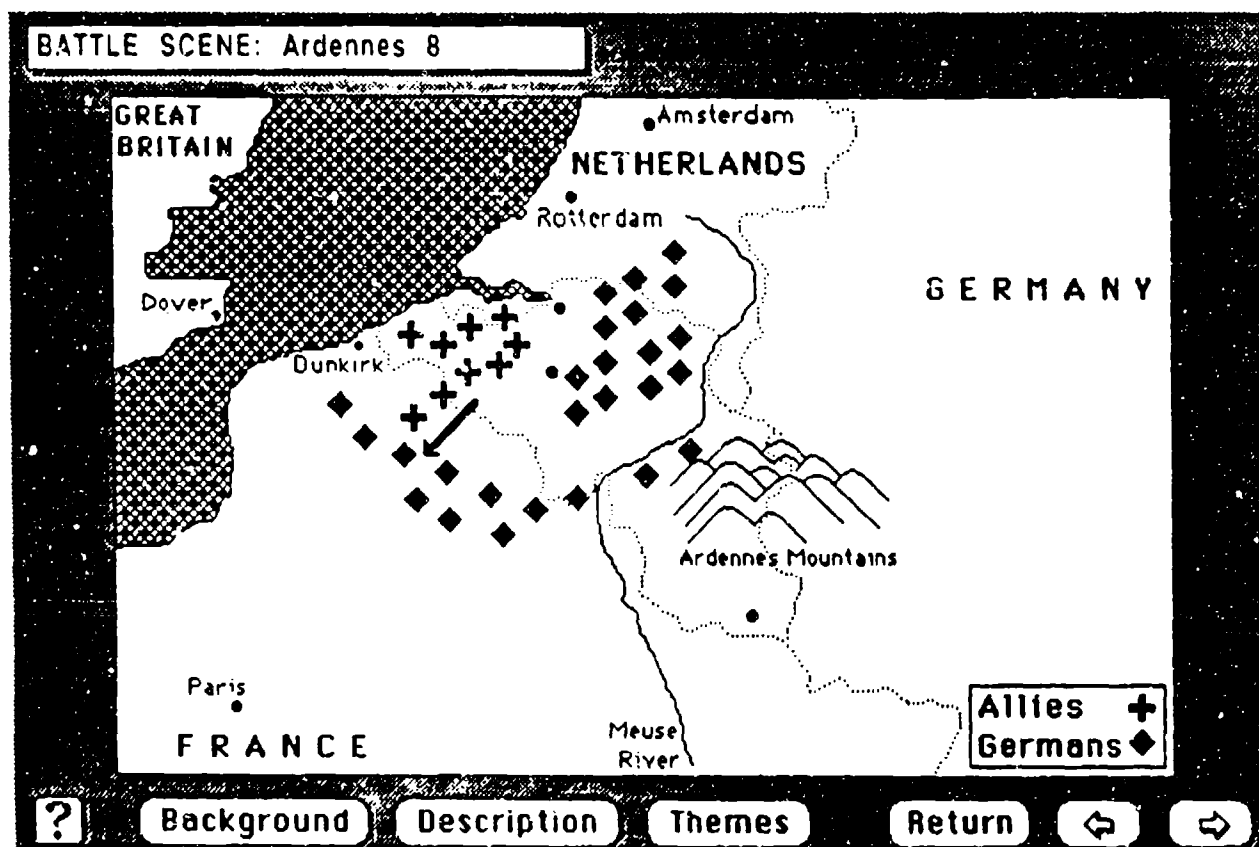 BATTLE SCENE: Ardennes 8
GREAT
BRITAIN
Amsterdam
NETHERLANDS
Rotterdam
GERMANY
Dover
Dunkirk
Ardennes Mountains
Paris
FRANCE
Meuse
River
Allies
Germans
?
Background
Description
Themes
Return